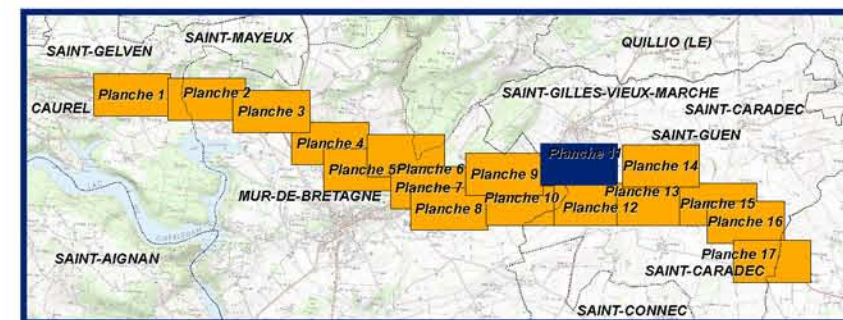 SAINT-MAYEUX
SAINT-GELVEN
QUILLIO (LE)
CAUREL
Planche 1
Planche 2
Planche 3
SAINT-GILLES-VIEUX-MARCHE
SAINT-CARADEC
SAINT-GUEN
Planche 4
Planche 5
Planche 6
Planche 7
Planche 8
Planche 9
Planche 10
Planche 11
Planche 12
Planche 13
Planche 14
Planche 15
Planche 16
Planche 17
MUR-DE-BRETAGNE
SAINT-AIGNAN
SAINT-CARADEC
SAINT-CONNEC